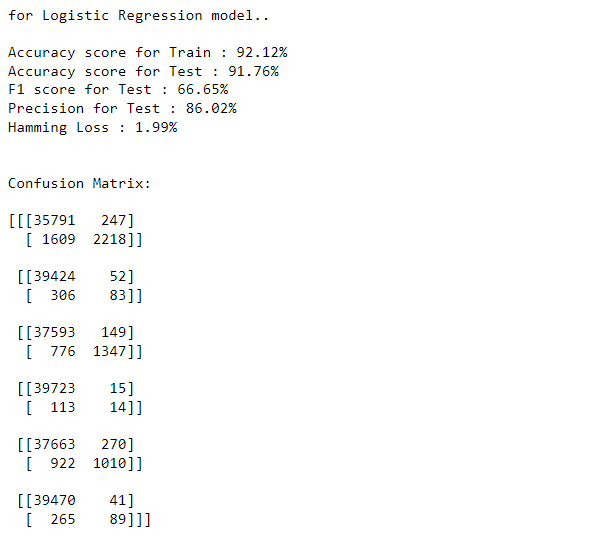 for Logistic Regression model..
Accuracy score for Train : 92.12%
Accuracy score for Test : 91.76%
F1 score for Test : 66.65%
Precision for Test : 86.02%
Hamming Loss : 1.99%
Confusion Matrix:
[[[35791   247]
  [ 1609  2218]]
 [[39424    52]
  [  306    83]]
 [[37593   149]
  [  776  1347]]
 [[39723    15]
  [  113    14]]
 [[37663   270]
  [  922  1010]]
 [[39470    41]
  [  265    89]]]